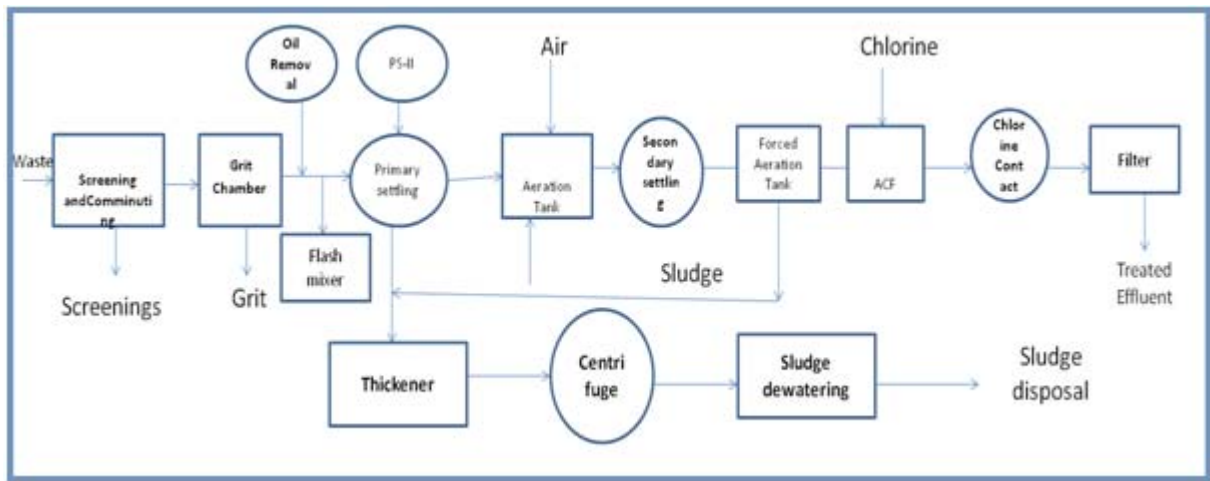 Oil
Remov
al
PS-II
Air
Chlorine
Waste
Screening
andComminuti
ng
Grit
Chamber
Primary
settling
Aeration
Tank
Secon
dary settlin
g
Forced
Aeration
Tank
ACF
Chlor
ine
Cont
act
Filter
Flash
mixer
Screenings
Grit
Sludge
Treated
Effluent
Thickener
Centri
fuge
Sludge
dewatering
Sludge
disposal